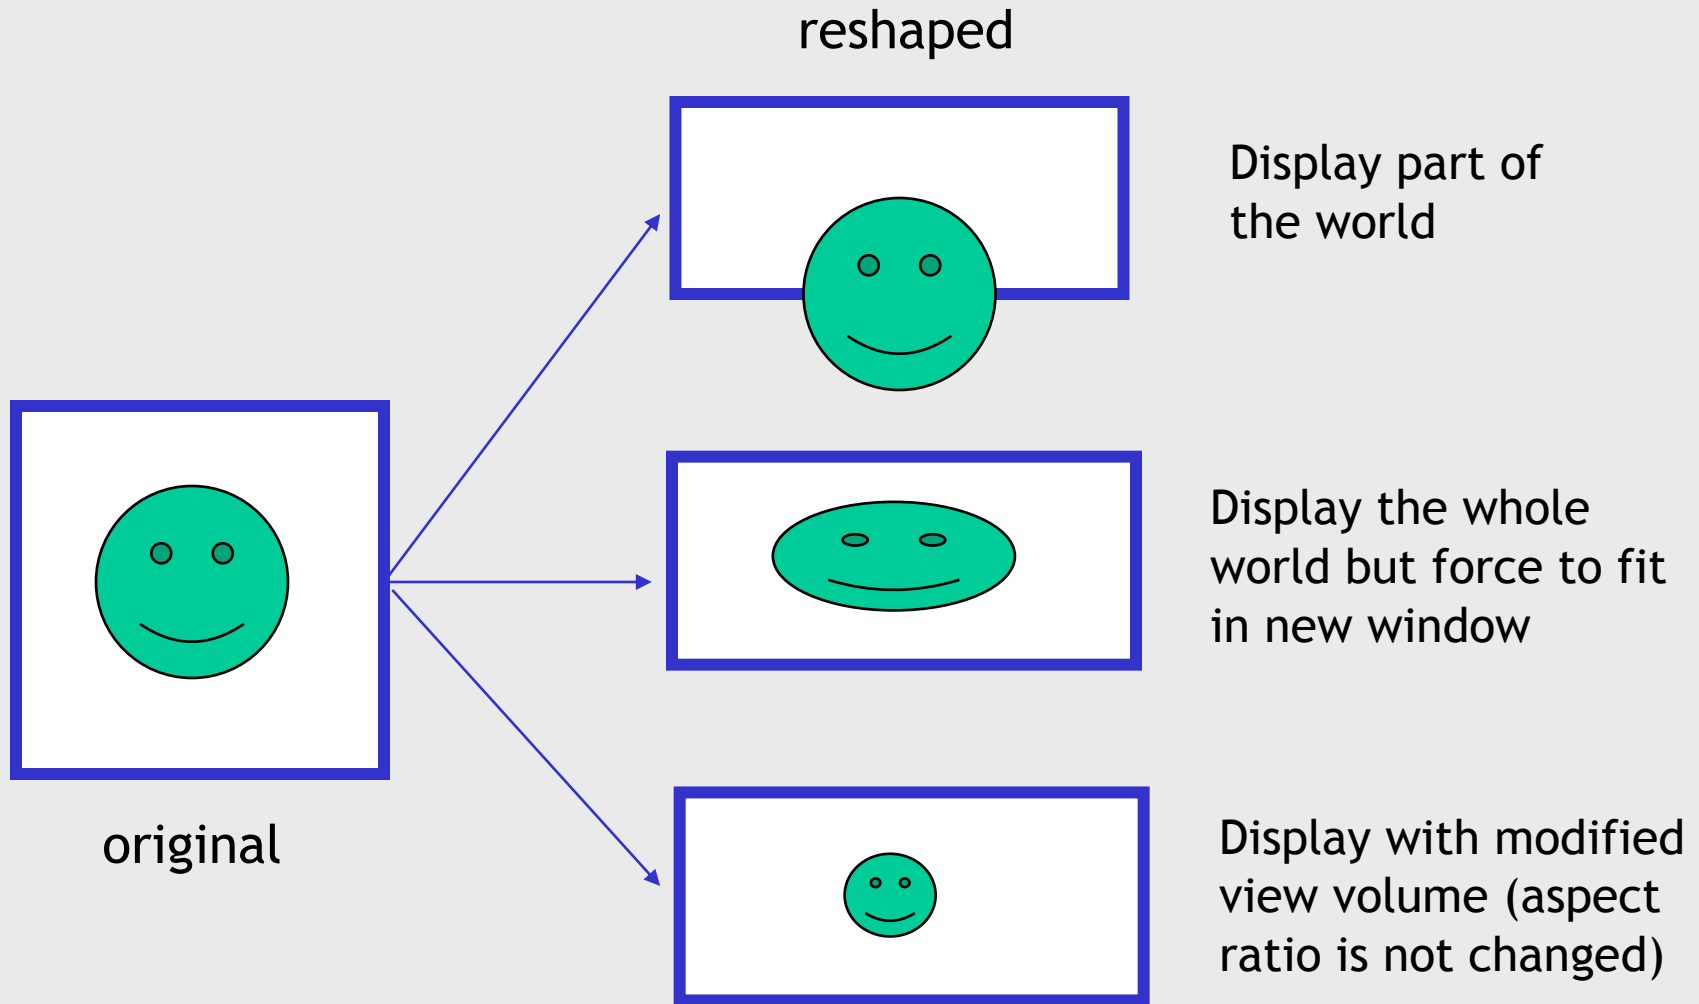 reshaped
Display part of
the world
Display the whole
world but force to fit
in new window
original
Display with modified
view volume (aspect
ratio is not changed)